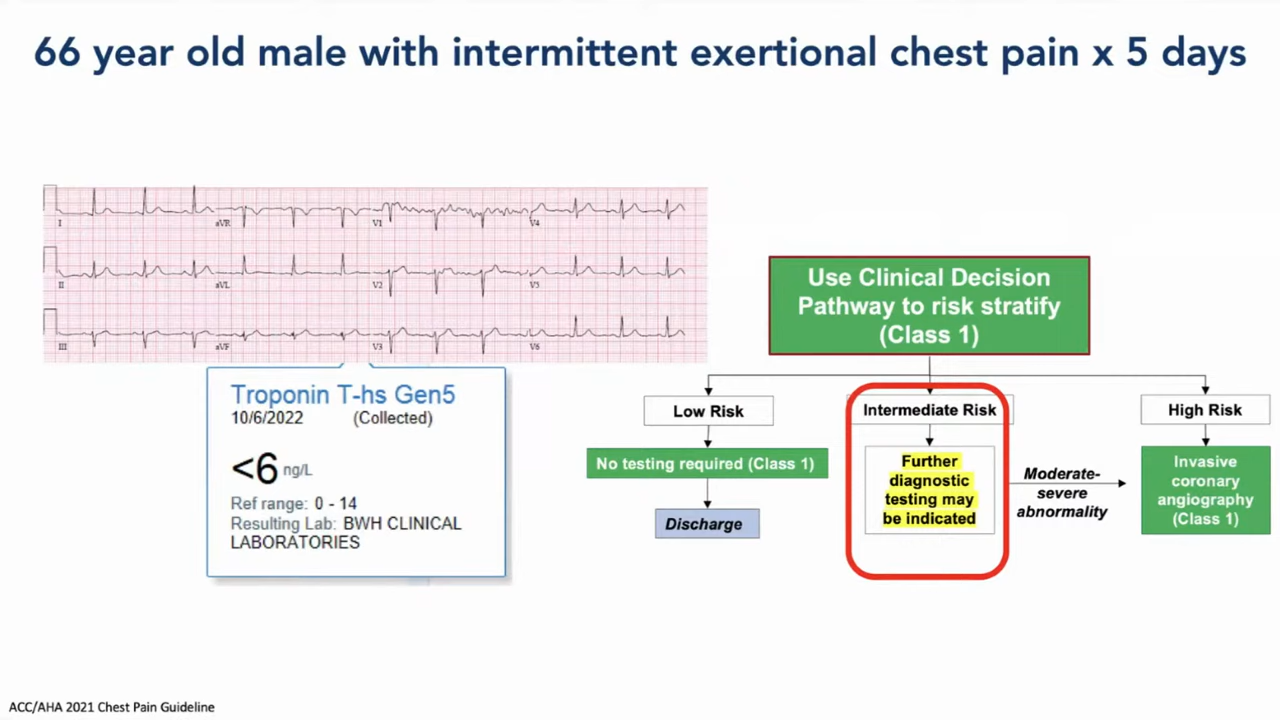 66 year old male with intermittent exertional chest pain x 5 days
I
aVR
V1
V4
II
aVL
V2
V5
III
aVF
V3
V6
Troponin T-hs Gen5
10/6/2022 (Collected)
<6 ng/L
Ref range: 0 - 14
Resulting Lab: BWH CLINICAL
LABORATORIES
Use Clinical Decision
Pathway to risk stratify
(Class 1)
Low Risk
No testing required (Class 1)
Discharge
Intermediate Risk
Further
diagnostic
testing may
be indicated
Moderate-
severe
abnormality
High Risk
Invasive
coronary
angiography
(Class 1)
ACC/AHA 2021 Chest Pain Guideline